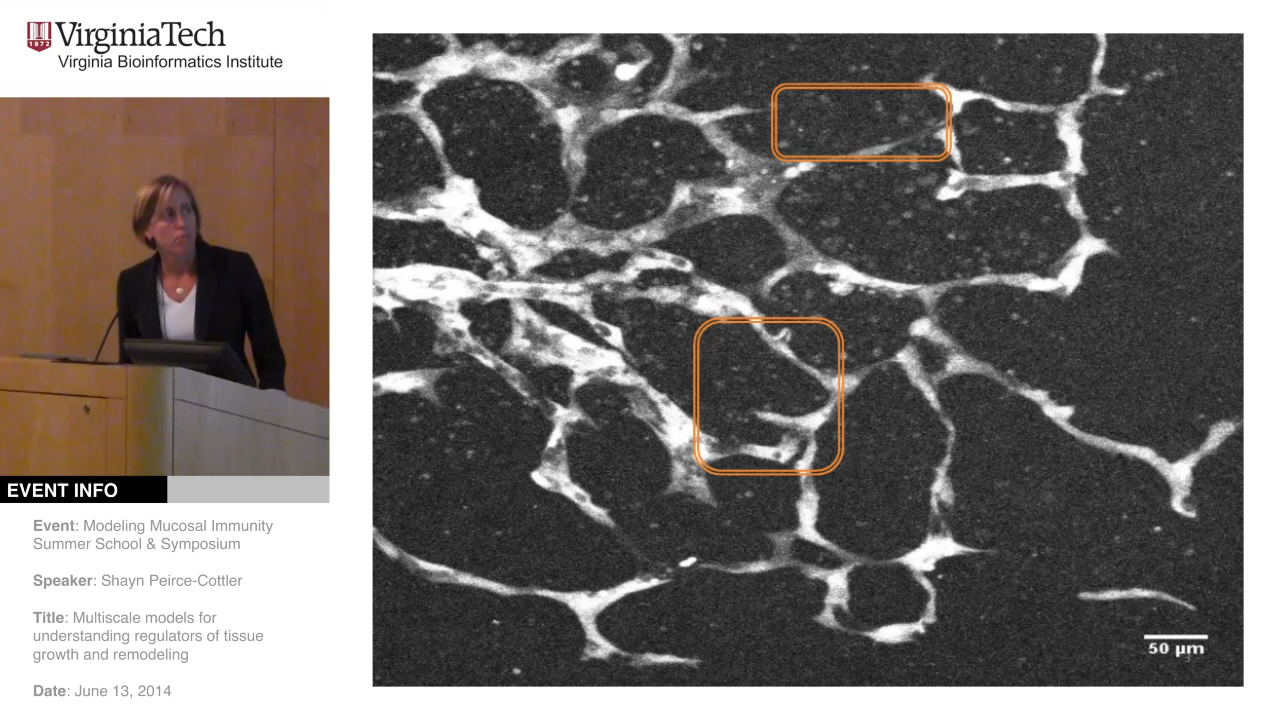 1872
VirginiaTech
Virginia Bioinformatics Institute
EVENT INFO
Event: Modeling Mucosal Immunity
Summer School & Symposium
Speaker: Shayn Peirce-Cottler
Title: Multiscale models for
understanding regulators of tissue
growth and remodeling
Date: June 13, 2014
50 μm
3